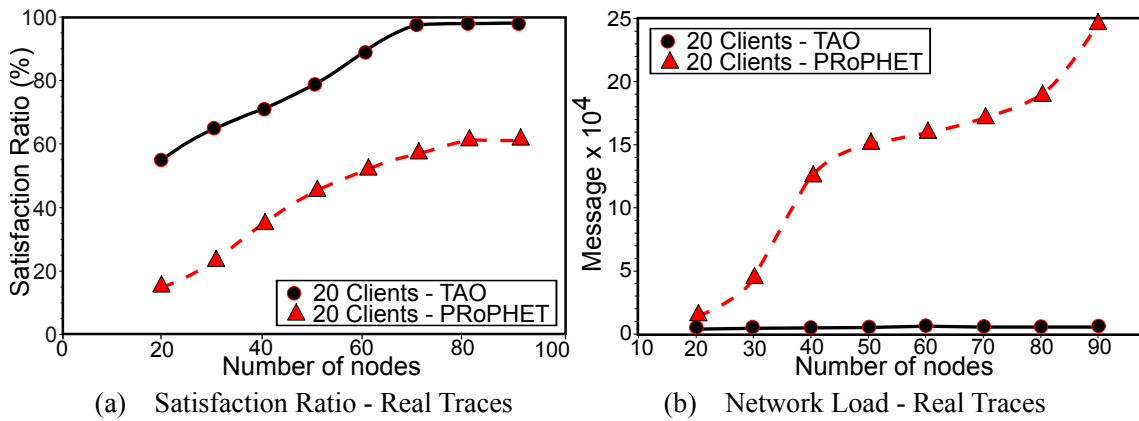 100
80
60
40
20
0
Satisfaction Ratio (%)
20 Clients - TAO
20 Clients - PRoPHET
0 20 40 60 80 100
Number of nodes
(a) Satisfaction Ratio - Real Traces
25
20
15
10
5
0
Message x 10^4
20 Clients - TAO
20 Clients - PRoPHET
10 20 30 40 50 60 70 80 90
Number of nodes
(b) Network Load - Real Traces